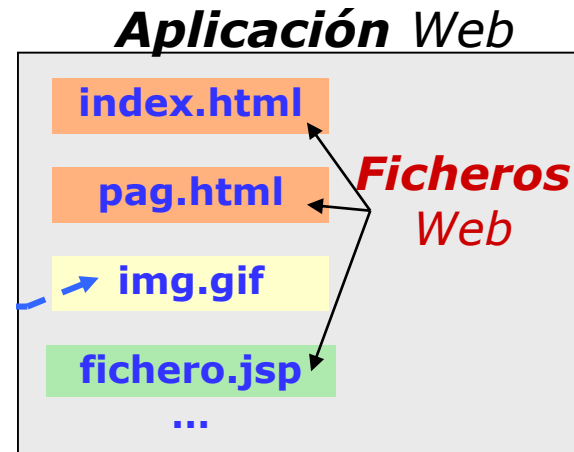 Aplicación Web
index.html
pag.html
Ficheros
Web
img.gif
fichero.jsp
...